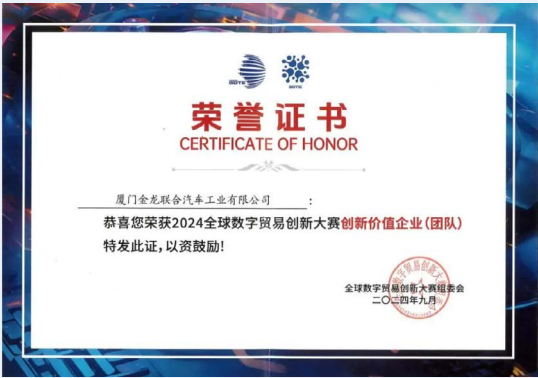 荣誉证书
CERTIFICATE OF HONOR
厦门金龙联合汽车工业有限公司:
恭喜您荣获2024全球数字贸易创新大赛创新价值企业(团队)
特发此证,以资鼓励!
全球数字贸易创新大赛组委会
二〇二四年九月